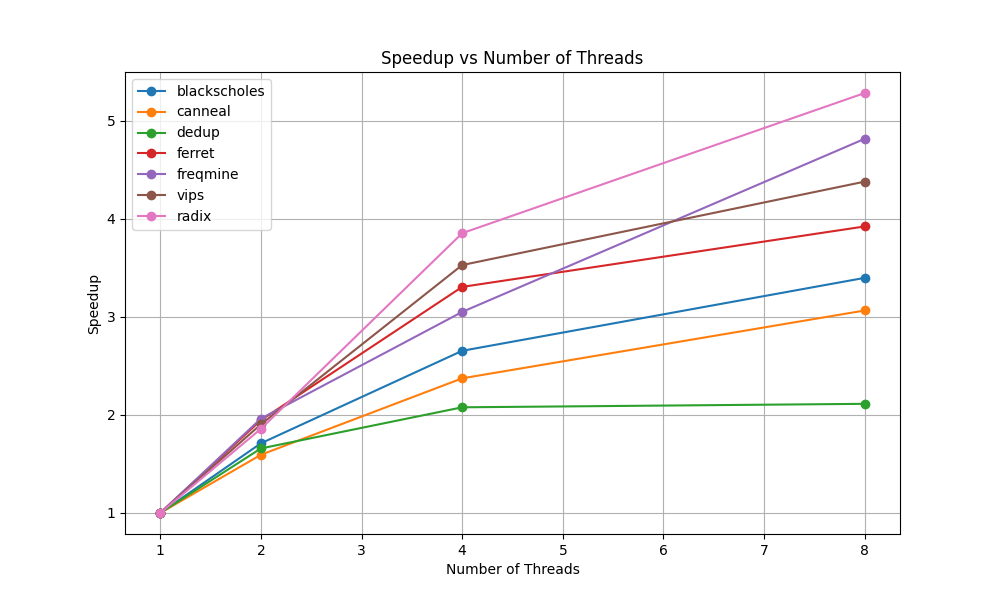 Speedup vs Number of Threads
blackscholes
canneal
dedup
ferret
freqmine
vips
radix
5
4
3
2
1
Speedup
1 2 3 4 5 6 7 8
Number of Threads